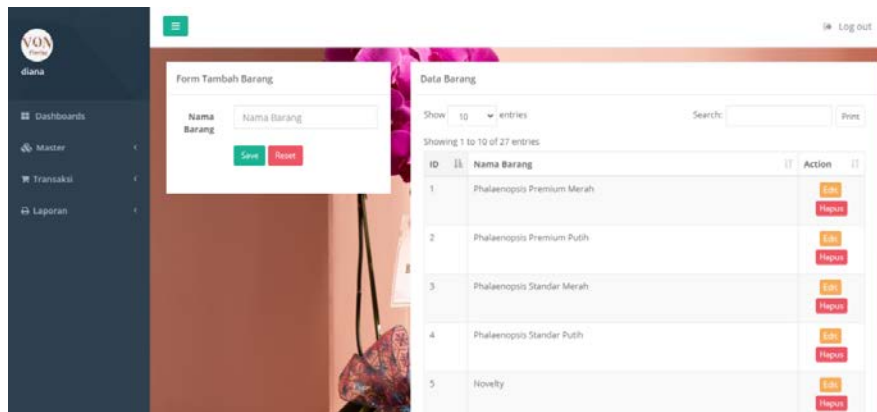 VON
diana
Dashboards
Master
Transaksi
Laporan
Log out
Form Tambah Barang
Nama Barang
Nama Barang
Save Reset
Data Barang
Show 10 entries
Search:
Print
Showing 1 to 10 of 27 entries
ID Nama Barang Action
1 Phalaenopsis Premium Merah Edit
Hapus
2 Phalaenopsis Premium Putih Edit
Hapus
3 Phalaenopsis Standar Merah Edit
Hapus
4 Phalaenopsis Standar Putih Edit
Hapus
5 Novelty Edit
Hapus